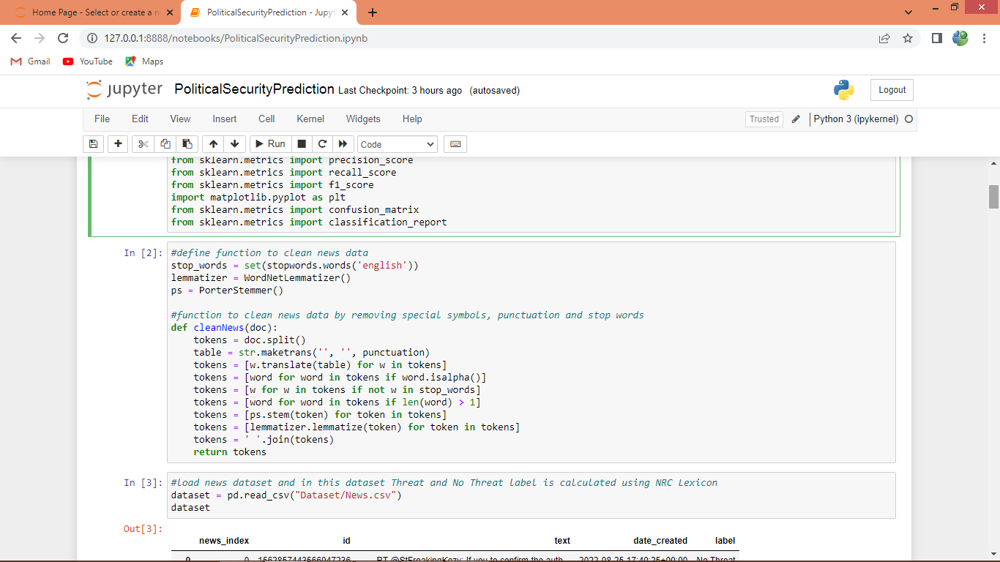 Home Page - Select or create a n
PoliticalSecurityPrediction - Jupyt
127.0.0.1:8888/notebooks/PoliticalSecurityPrediction.ipynb
Gmail YouTube Maps
jupyter PoliticalSecurityPrediction Last Checkpoint: 3 hours ago (autosaved)
Logout
File Edit View Insert Cell Kernel Widgets Help
Trusted Python 3 (ipykernel)
Run Code
from sklearn.metrics import precision_score
from sklearn.metrics import recall_score
from sklearn.metrics import f1_score
import matplotlib.pyplot as plt
from sklearn.metrics import confusion_matrix
from sklearn.metrics import classification_report
In [2]:
#define function to clean news data
stop_words = set(stopwords.words('english'))
lemmatizer = WordNetLemmatizer()
ps = PorterStemmer()
#function to clean news data by removing special symbols, punctuation and stop words
def cleanNews(doc):
    tokens = doc.split()
    table = str.maketrans('', '', punctuation)
    tokens = [w.translate(table) for w in tokens]
    tokens = [word for word in tokens if word.isalpha()]
    tokens = [w for w in tokens if not w in stop_words]
    tokens = [word for word in tokens if len(word) > 1]
    tokens = [ps.stem(token) for token in tokens]
    tokens = [lemmatizer.lemmatize(token) for token in tokens]
    tokens = ' '.join(tokens)
    return tokens
In [3]:
#load news dataset and in this dataset Threat and No Threat label is calculated using NRC Lexicon
dataset = pd.read_csv("Dataset/News.csv")
dataset
Out[3]:
news_index id text date_created label
0 0 1562857443566047236 RT @StFreakingKozy: If you to confirm the auth... 2022-08-25 17:40:25+00:00 No Threat